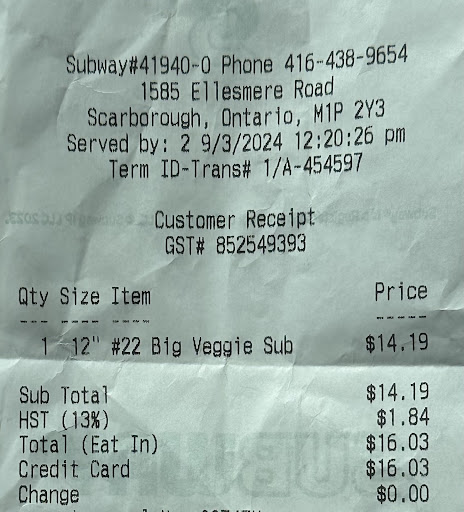 Subway#41940-0 Phone 416-438-9654
1585 Ellesmere Road
Scarborough, Ontario, M1P 2Y3
Served by: 2 9/3/2024 12:20:26 pm
Term ID-Trans# 1/A-454597
Customer Receipt
GST# 852549393
Qty Size Item Price
--- ---- ---- -----
1 12" #22 Big Veggie Sub $14.19
Sub Total $14.19
HST (13%) $1.84
Total (Eat In) $16.03
Credit Card $16.03
Change $0.00